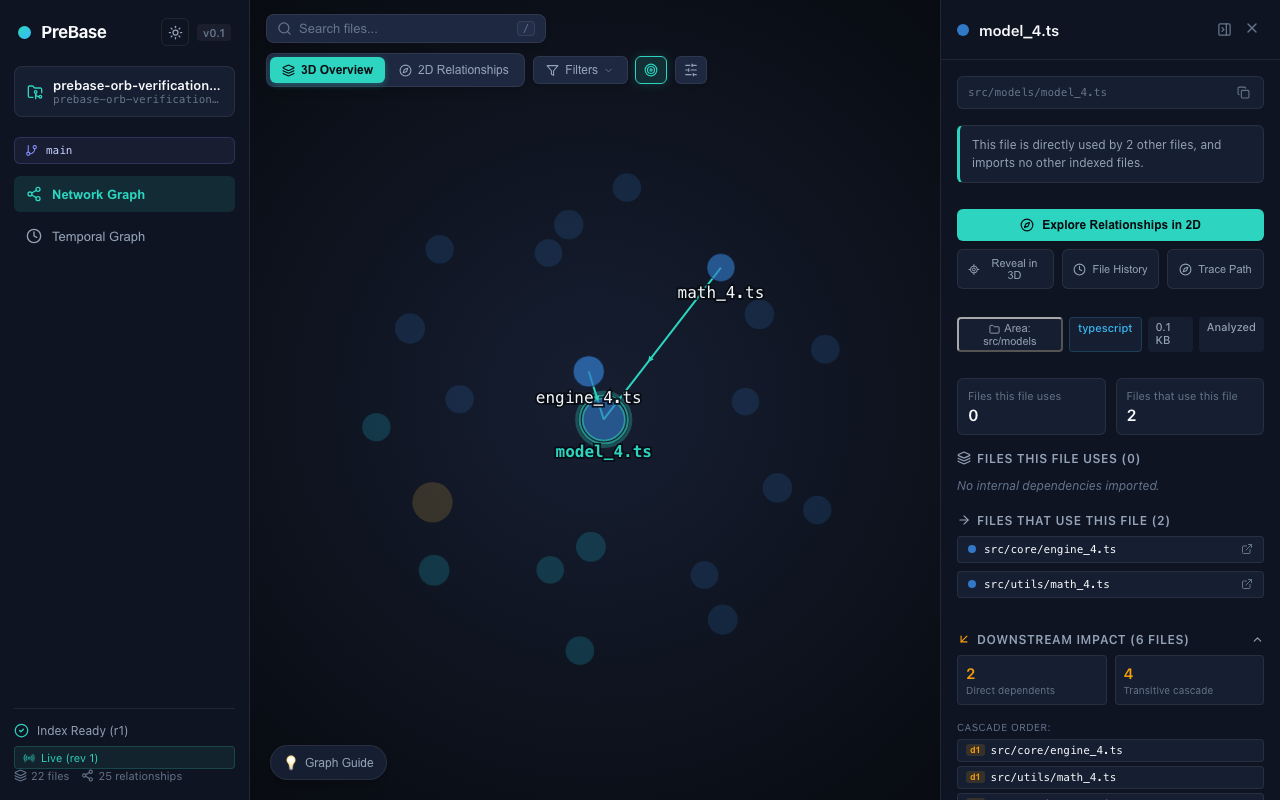 PreBase
v0.1
prebase-orb-verification...
prebase-orb-verification…
main
Network Graph
Temporal Graph
Index Ready (r1)
Live (rev 1)
22 files
25 relationships
Search files...
/
3D Overview
2D Relationships
Filters
math_4.ts
engine_4.ts
model_4.ts
Graph Guide
model_4.ts
src/models/model_4.ts
This file is directly used by 2 other files, and
imports no other indexed files.
Explore Relationships in 2D
Reveal in
3D
File History
Trace Path
Area:
src/models
typescript
0.1
KB
Analyzed
Files this file uses
0
Files that use this file
2
FILES THIS FILE USES (0)
No internal dependencies imported.
FILES THAT USE THIS FILE (2)
src/core/engine_4.ts
src/utils/math_4.ts
DOWNSTREAM IMPACT (6 FILES)
2
Direct dependents
4
Transitive cascade
CASCADE ORDER:
d1 src/core/engine_4.ts
d1 src/utils/math_4.ts